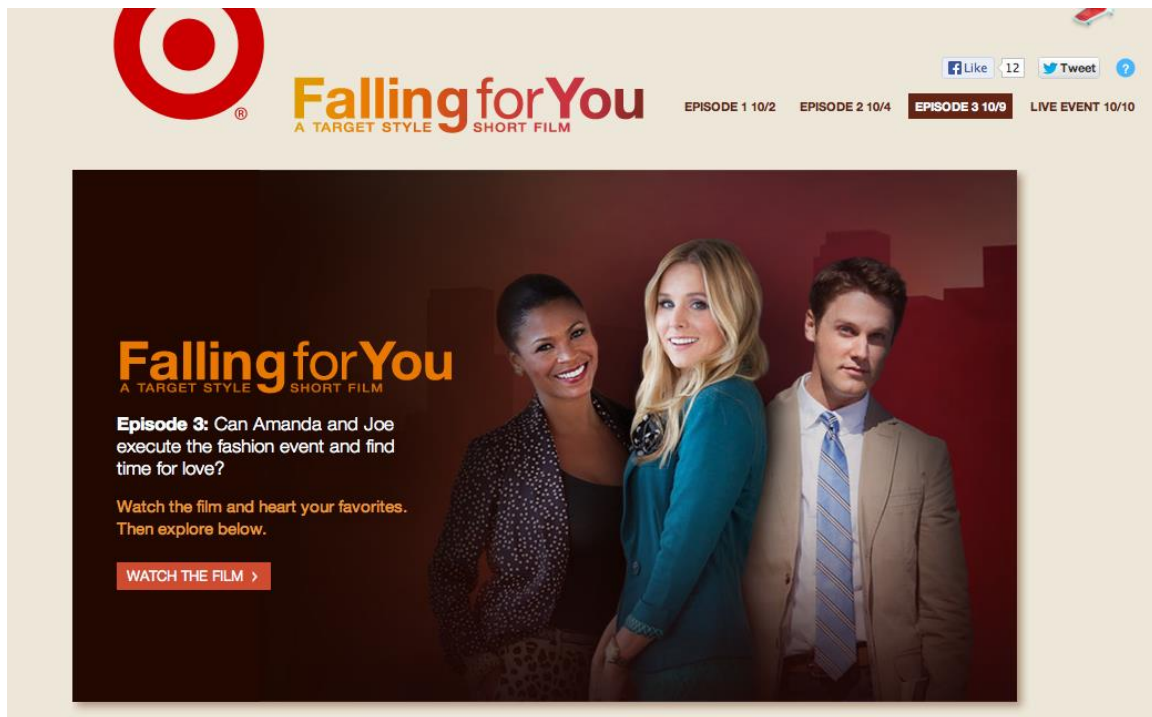 ®
Like 12 Tweet ?
Falling for You
A TARGET STYLE SHORT FILM
EPISODE 1 10/2 EPISODE 2 10/4 EPISODE 3 10/9 LIVE EVENT 10/10
Falling for You
A TARGET STYLE SHORT FILM
Episode 3: Can Amanda and Joe
execute the fashion event and find
time for love?
Watch the film and heart your favorites.
Then explore below.
WATCH THE FILM >